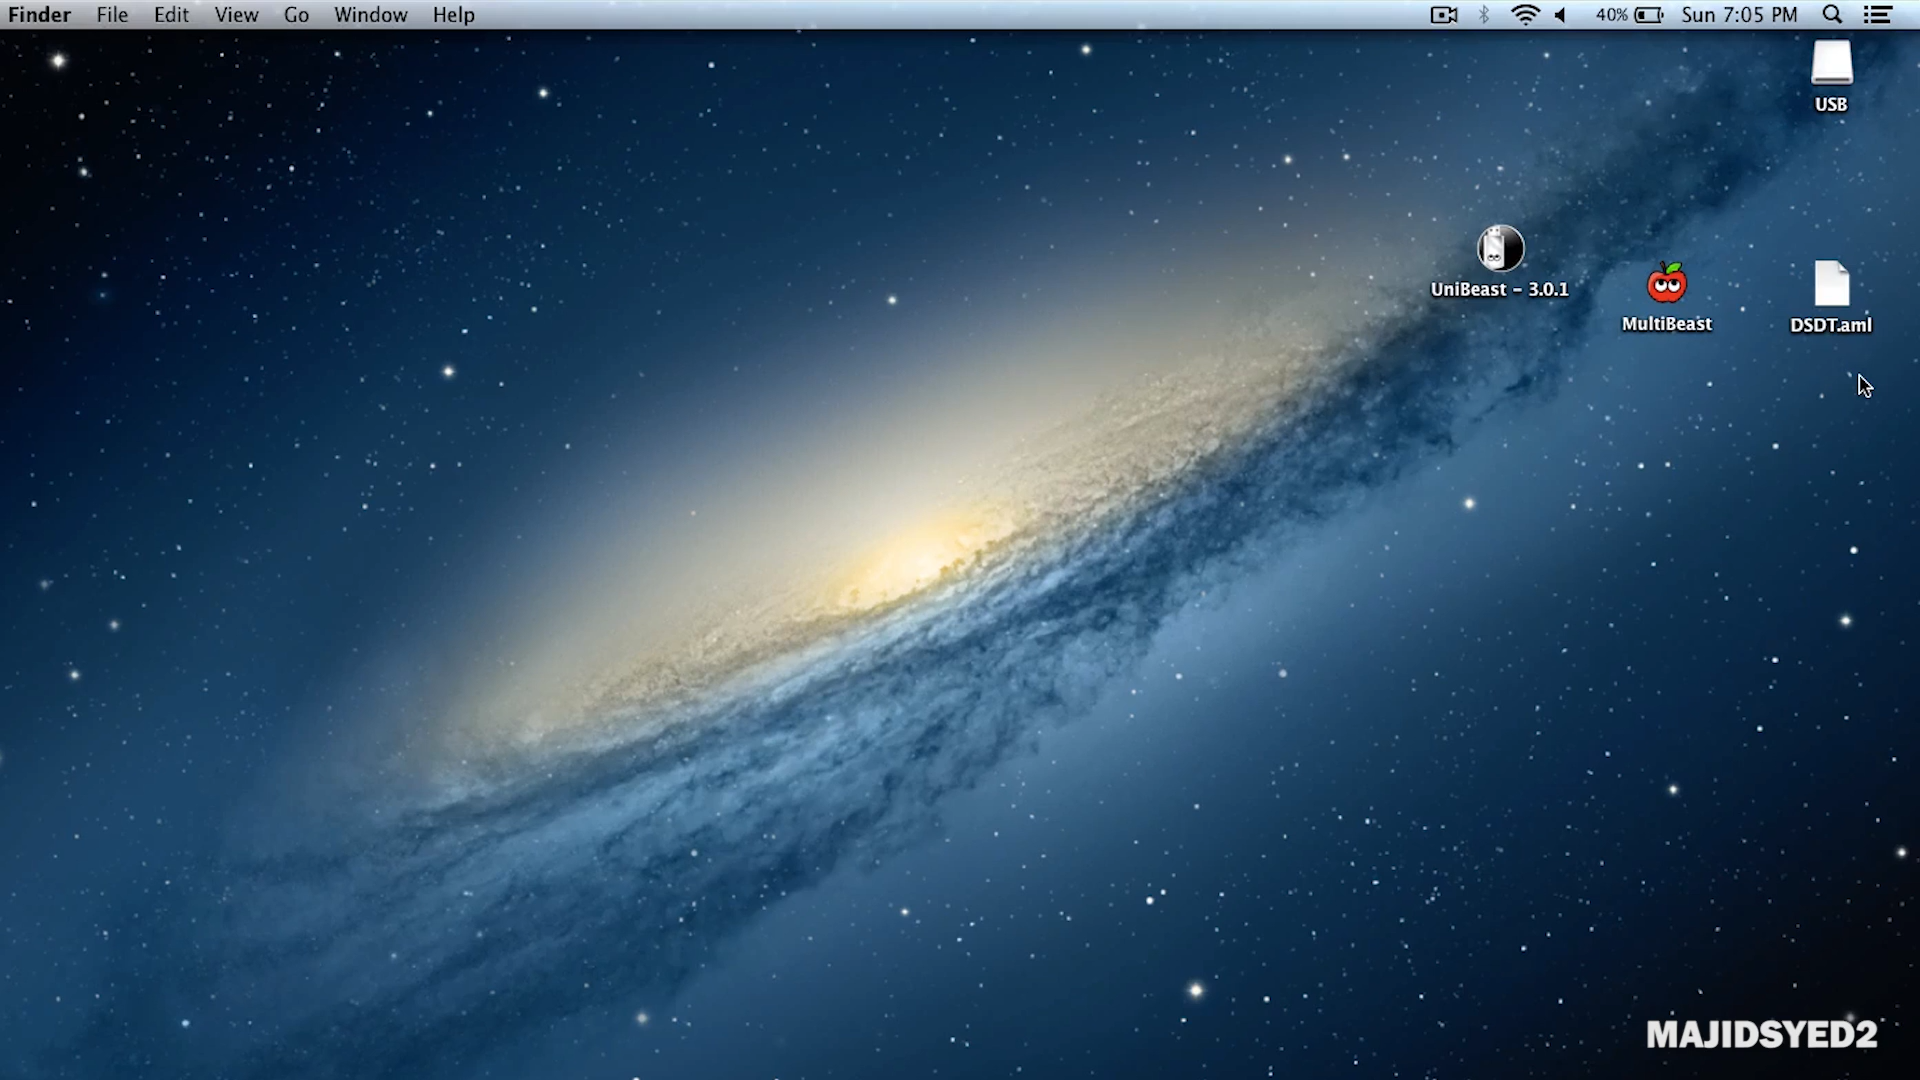 Finder File Edit View Go Window Help 40% Sun 7:05 PM
USB
UniBeast - 3.0.1
MultiBeast
DSDT.aml
MAJIDSYED2